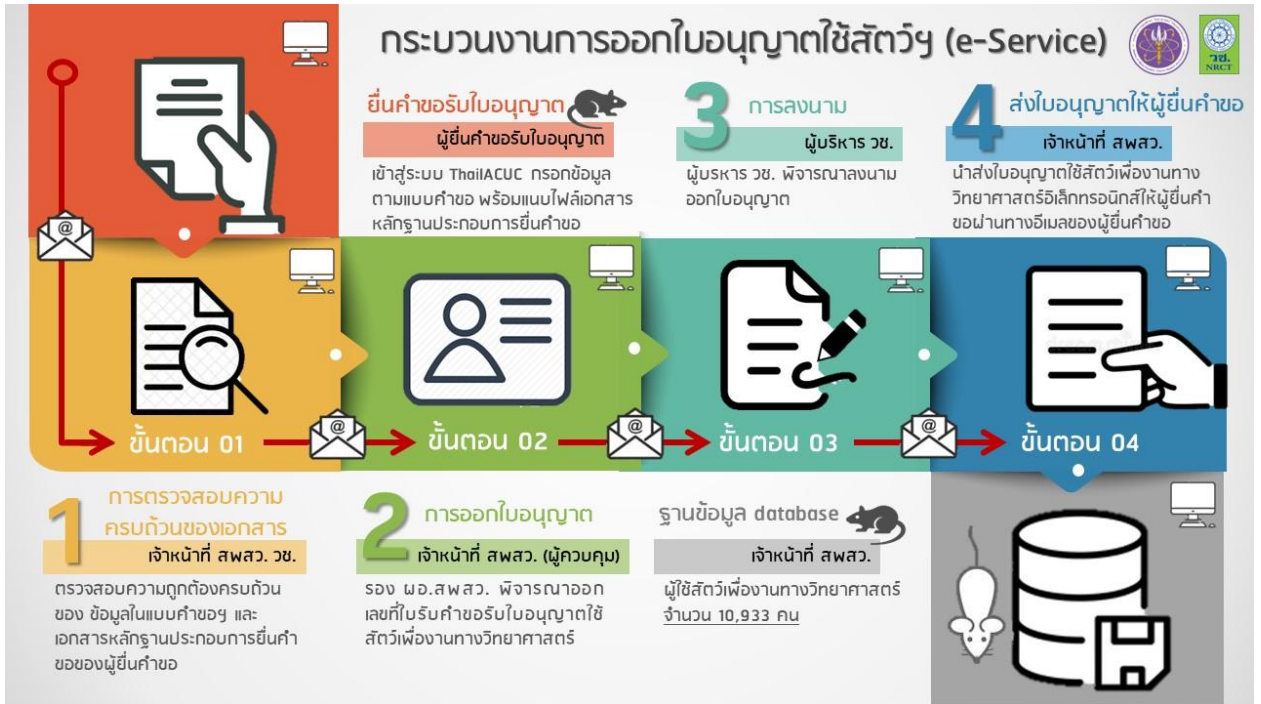 กระบวนงานการออกใบอนุญาตใช้สัตว์ฯ (e-Service)
วช.
NRCT
ยื่นคำขอรับใบอนุญาต
ผู้ยื่นคำขอรับใบอนุญาต
เข้าสู่ระบบ ThaiIACUC กรอกข้อมูล
ตามแบบคำขอ พร้อมแนบไฟล์เอกสาร
หลักฐานประกอบการยื่นคำขอ
3 การลงนาม
ผู้บริหาร วช.
ผู้บรหาร วช. พิจารณาลงนาม
ออกใบอนุญาต
4 ส่งใบอนุญาตให้ผู้ยื่นคำขอ
เจ้าหน้าที่ สพสว.
นำส่งใบอนุญาตใช้สัตว์เพื่องานทาง
วิทยาศาสตร์อิเล็กทรอนิกส์ให้ผู้ยื่นคำ
ขอผ่านทางอีเมลของผู้ยื่นคำขอ
@
ขั้นตอน 01
@
ขั้นตอน 02
@
ขั้นตอน 03
@
ขั้นตอน 04
1 การตรวจสอบความ
ครบถ้วนของเอกสาร
เจ้าหน้าที่ สพสว. วช.
ตรวจสอบความถูกต้องครบถ้วน
ของ ข้อมูลในแบบคำขอฯ และ
เอกสารหลักฐานประกอบการยื่นคำ
ขอของผู้ยื่นคำขอ
2 การออกใบอนุญาต
เจ้าหน้าที่ สพสว. (ผู้ควบคุม)
รอง ผอ.สพสว. พิจารณาออก
เลขที่ใบรับคำขอรับใบอนุญาตใช้
สัตว์เพื่องานทางวิทยาศาสตร์
ฐานข้อมูล database
เจ้าหน้าที่ สพสว.
ผู้ใช้สัตว์เพื่องานทางวิทยาศาสตร์
จำนวน 10,933 คน